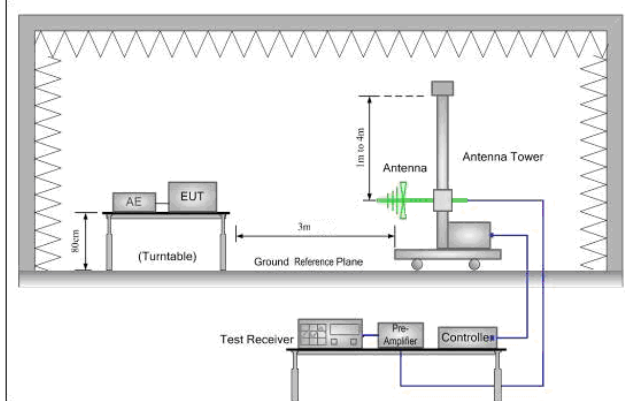 1m to 4m
Antenna
Antenna Tower
AE
EUT
80cm
3m
(Turntable)
Ground Reference Plane
Test Receiver
Pre-
Amplifier
Controller